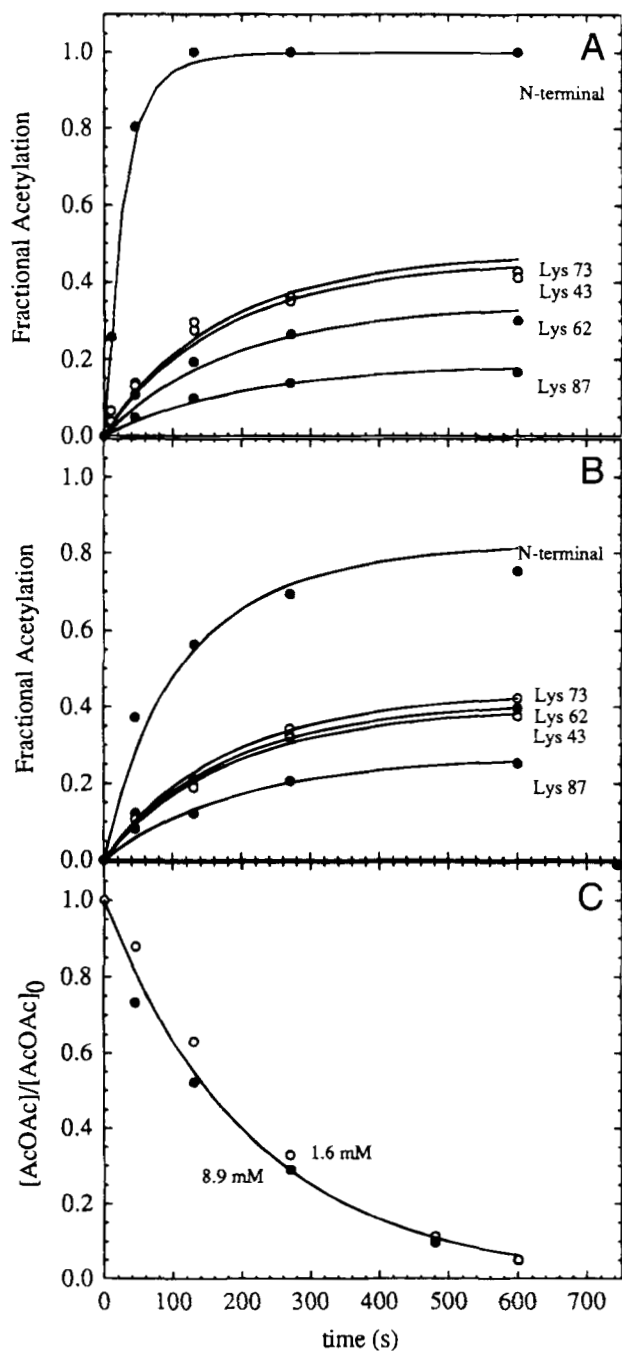 A
1.0
0.8
0.6
0.4
0.2
0.0
Fractional Acetylation
N-terminal
Lys 73
Lys 43
Lys 62
Lys 87
B
1.0
0.8
0.6
0.4
0.2
0.0
Fractional Acetylation
N-terminal
Lys 73
Lys 62
Lys 43
Lys 87
C
1.0
0.8
0.6
0.4
0.2
0.0
[AcOAc]/[AcOAc]0
1.6 mM
8.9 mM
0 100 200 300 400 500 600 700
time (s)